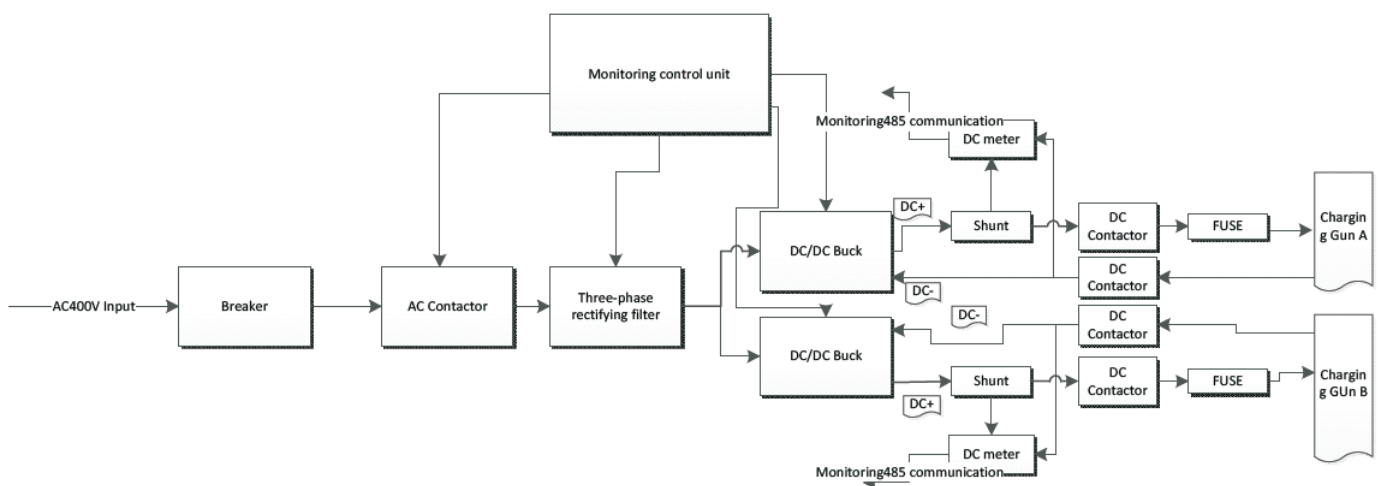 Monitoring control unit
Monitoring485 communication
DC meter
DC+
Shunt
DC
Contactor
FUSE
Chargin
g Gun A
DC/DC Buck
DC
Contactor
DC-
AC400V Input
Breaker
AC Contactor
Three-phase
rectifying filter
DC-
DC
Contactor
DC/DC Buck
Shunt
DC
Contactor
FUSE
Chargin
g GUn B
DC+
DC meter
Monitoring485 communication